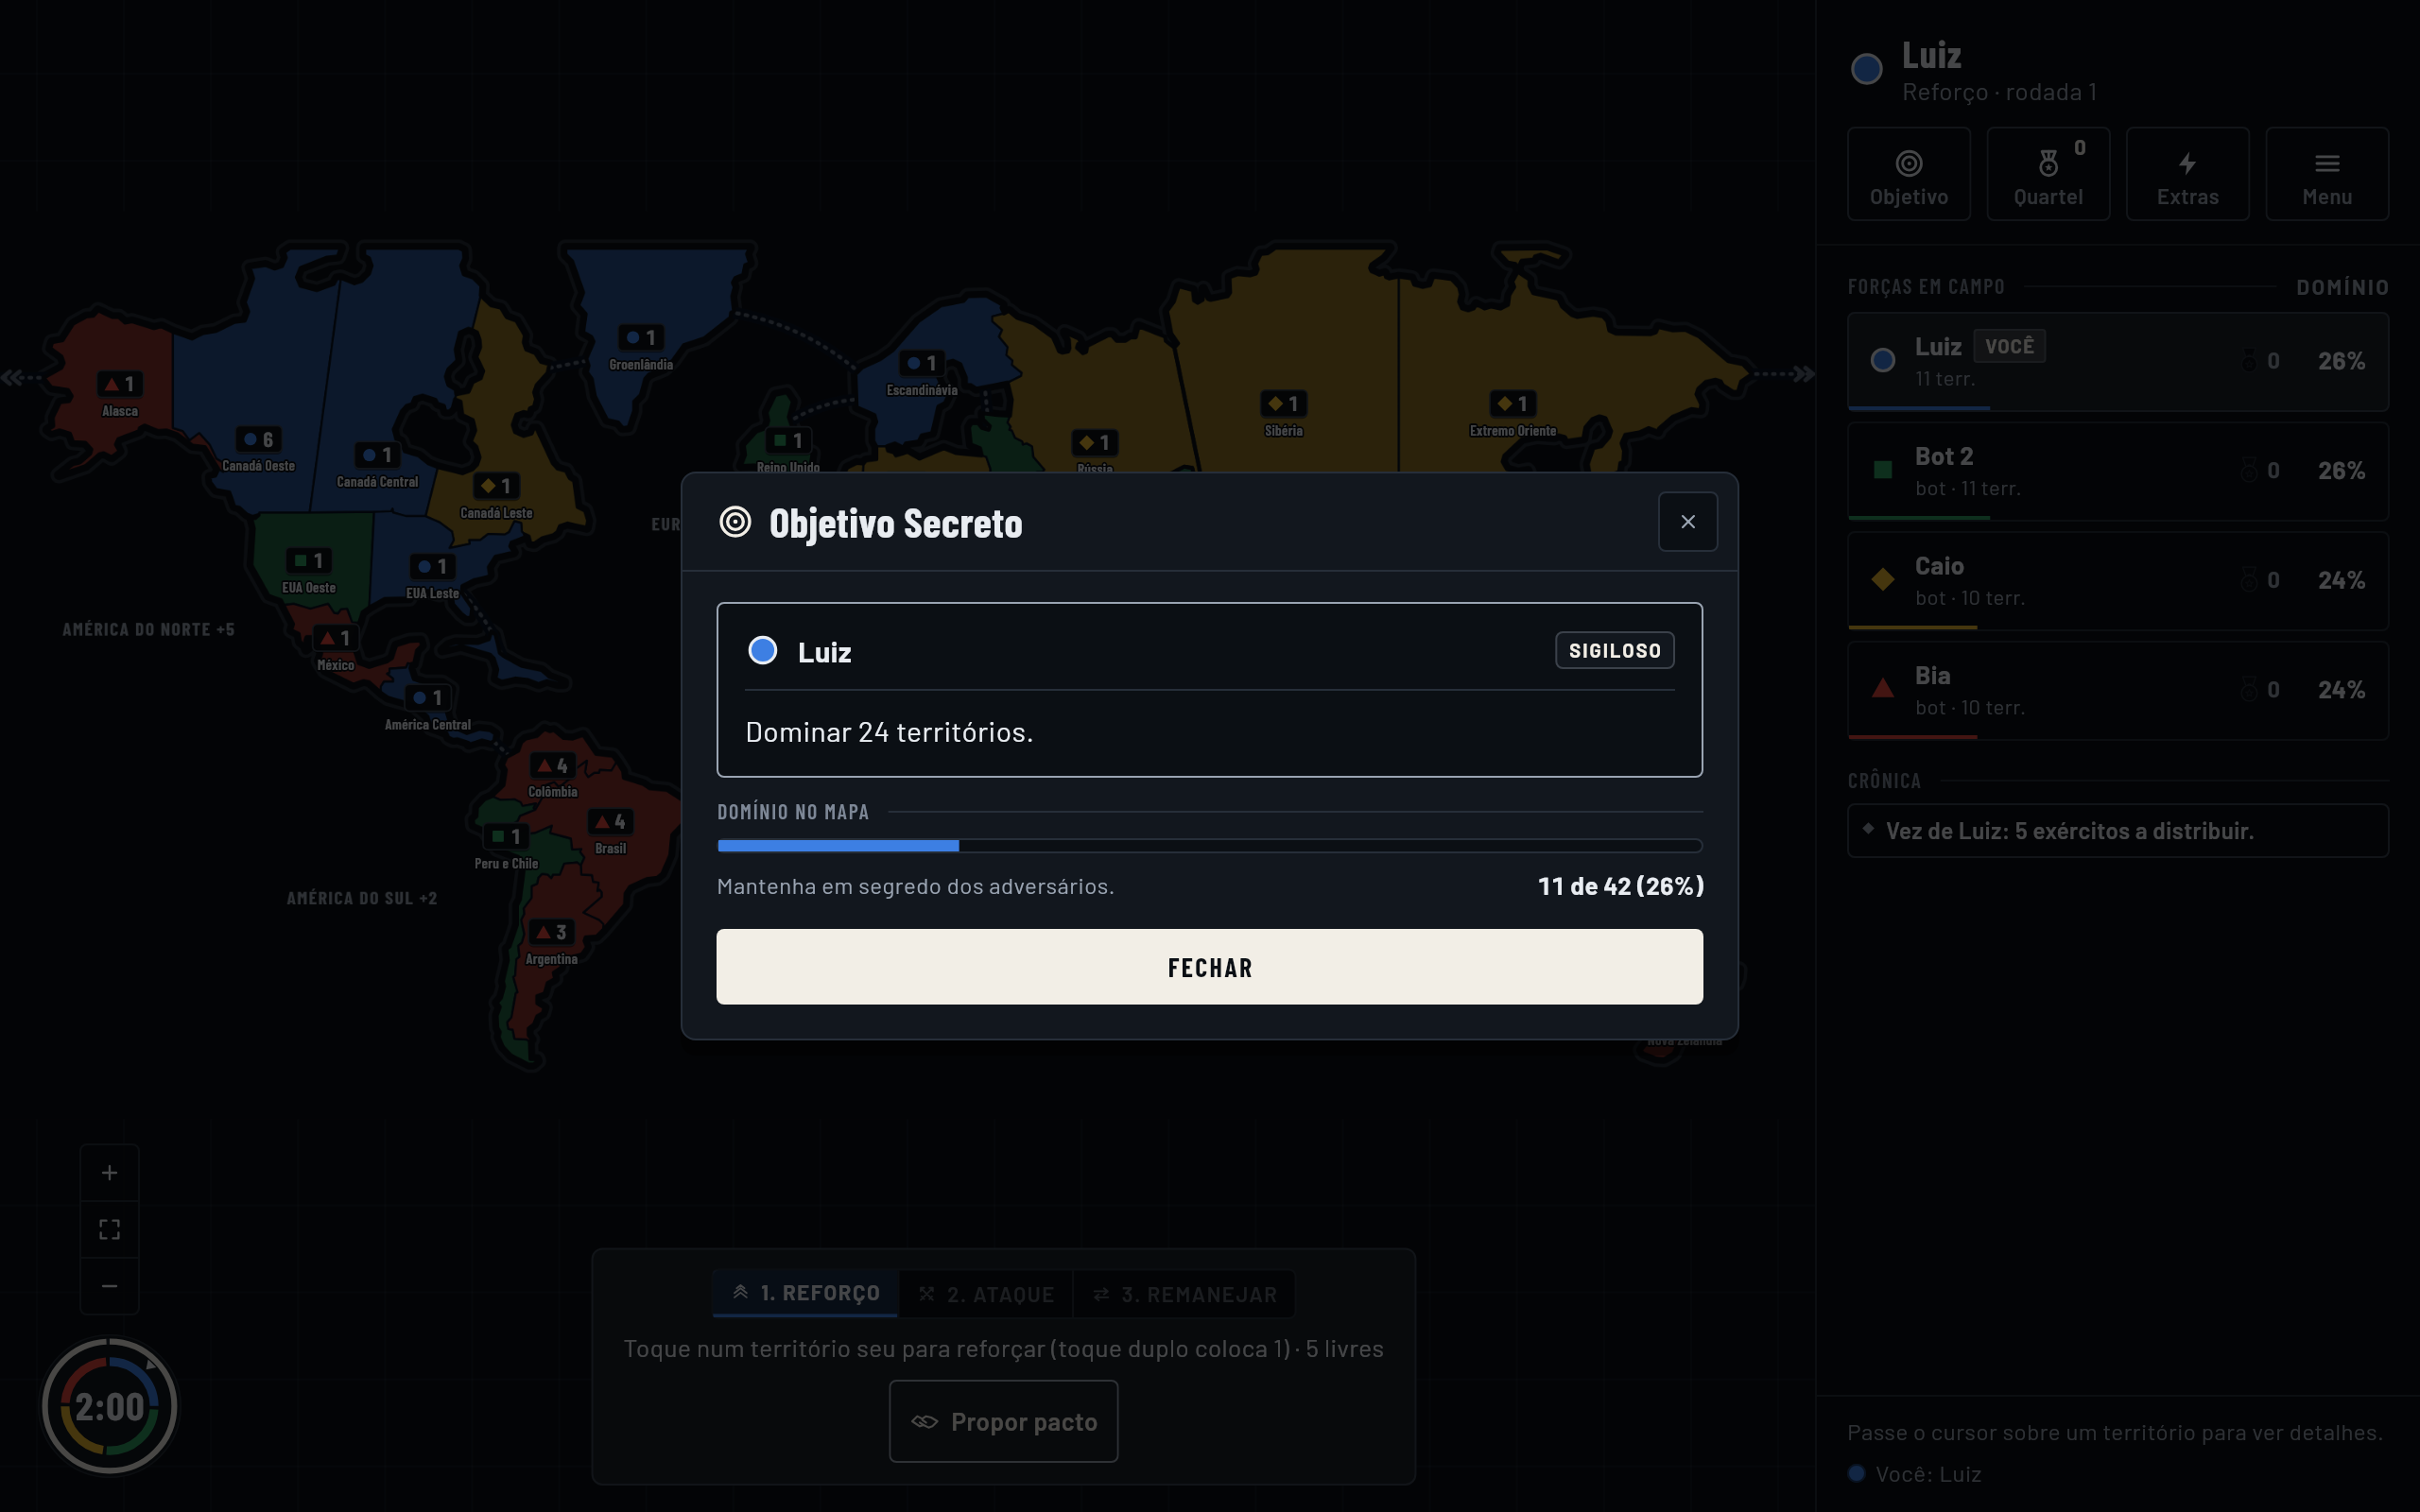 Luiz
Reforço · rodada 1
Objetivo
Quartel
0
Extras
Menu
FORÇAS EM CAMPO
DOMÍNIO
Luiz
VOCÊ
11 terr.
0
26%
Bot 2
bot · 11 terr.
0
26%
Caio
bot · 10 terr.
0
24%
Bia
bot · 10 terr.
0
24%
CRÔNICA
Vez de Luiz: 5 exércitos a distribuir.
Passe o cursor sobre um território para ver detalhes.
Você: Luiz
1
Groenlândia
1
Escandinávia
1
Alasca
6
Canadá Oeste
1
Canadá Central
1
Canadá Leste
1
Reino Unido
1
Rússia
1
Sibéria
1
Extremo Oriente
EUR
1
EUA Oeste
1
EUA Leste
AMÉRICA DO NORTE +5
1
México
1
América Central
4
Colômbia
4
Brasil
1
Peru e Chile
AMÉRICA DO SUL +2
3
Argentina
Nova Zelândia
Objetivo Secreto
Luiz
SIGILOSO
Dominar 24 territórios.
DOMÍNIO NO MAPA
Mantenha em segredo dos adversários.
11 de 42 (26%)
FECHAR
2:00
1. REFORÇO
2. ATAQUE
3. REMANEJAR
Toque num território seu para reforçar (toque duplo coloca 1) · 5 livres
Propor pacto